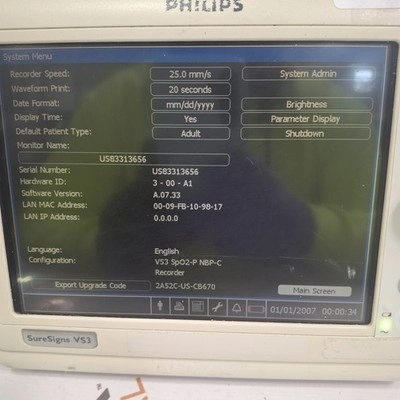 PHILIPS
System Menu
Recorder Speed: 25.0 mm/s System Admin
Waveform Print: 20 seconds
Date Format: mm/dd/yyyy Brightness
Display Time: Yes Parameter Display
Default Patient Type: Adult Shutdown
Monitor Name:
US83313656
Serial Number: US83313656
Hardware ID: 3 - 00 - A1
Software Version: A.07.33
LAN MAC Address: 00-09-FB-10-9B-17
LAN IP Address: 0.0.0.0
Language: English
Configuration: VS3 SpO2-P NBP-C
Recorder
Export Upgrade Code 2AS2C-US-CB670 Main Screen
01/01/2007 00:00:34
SureSigns VS3